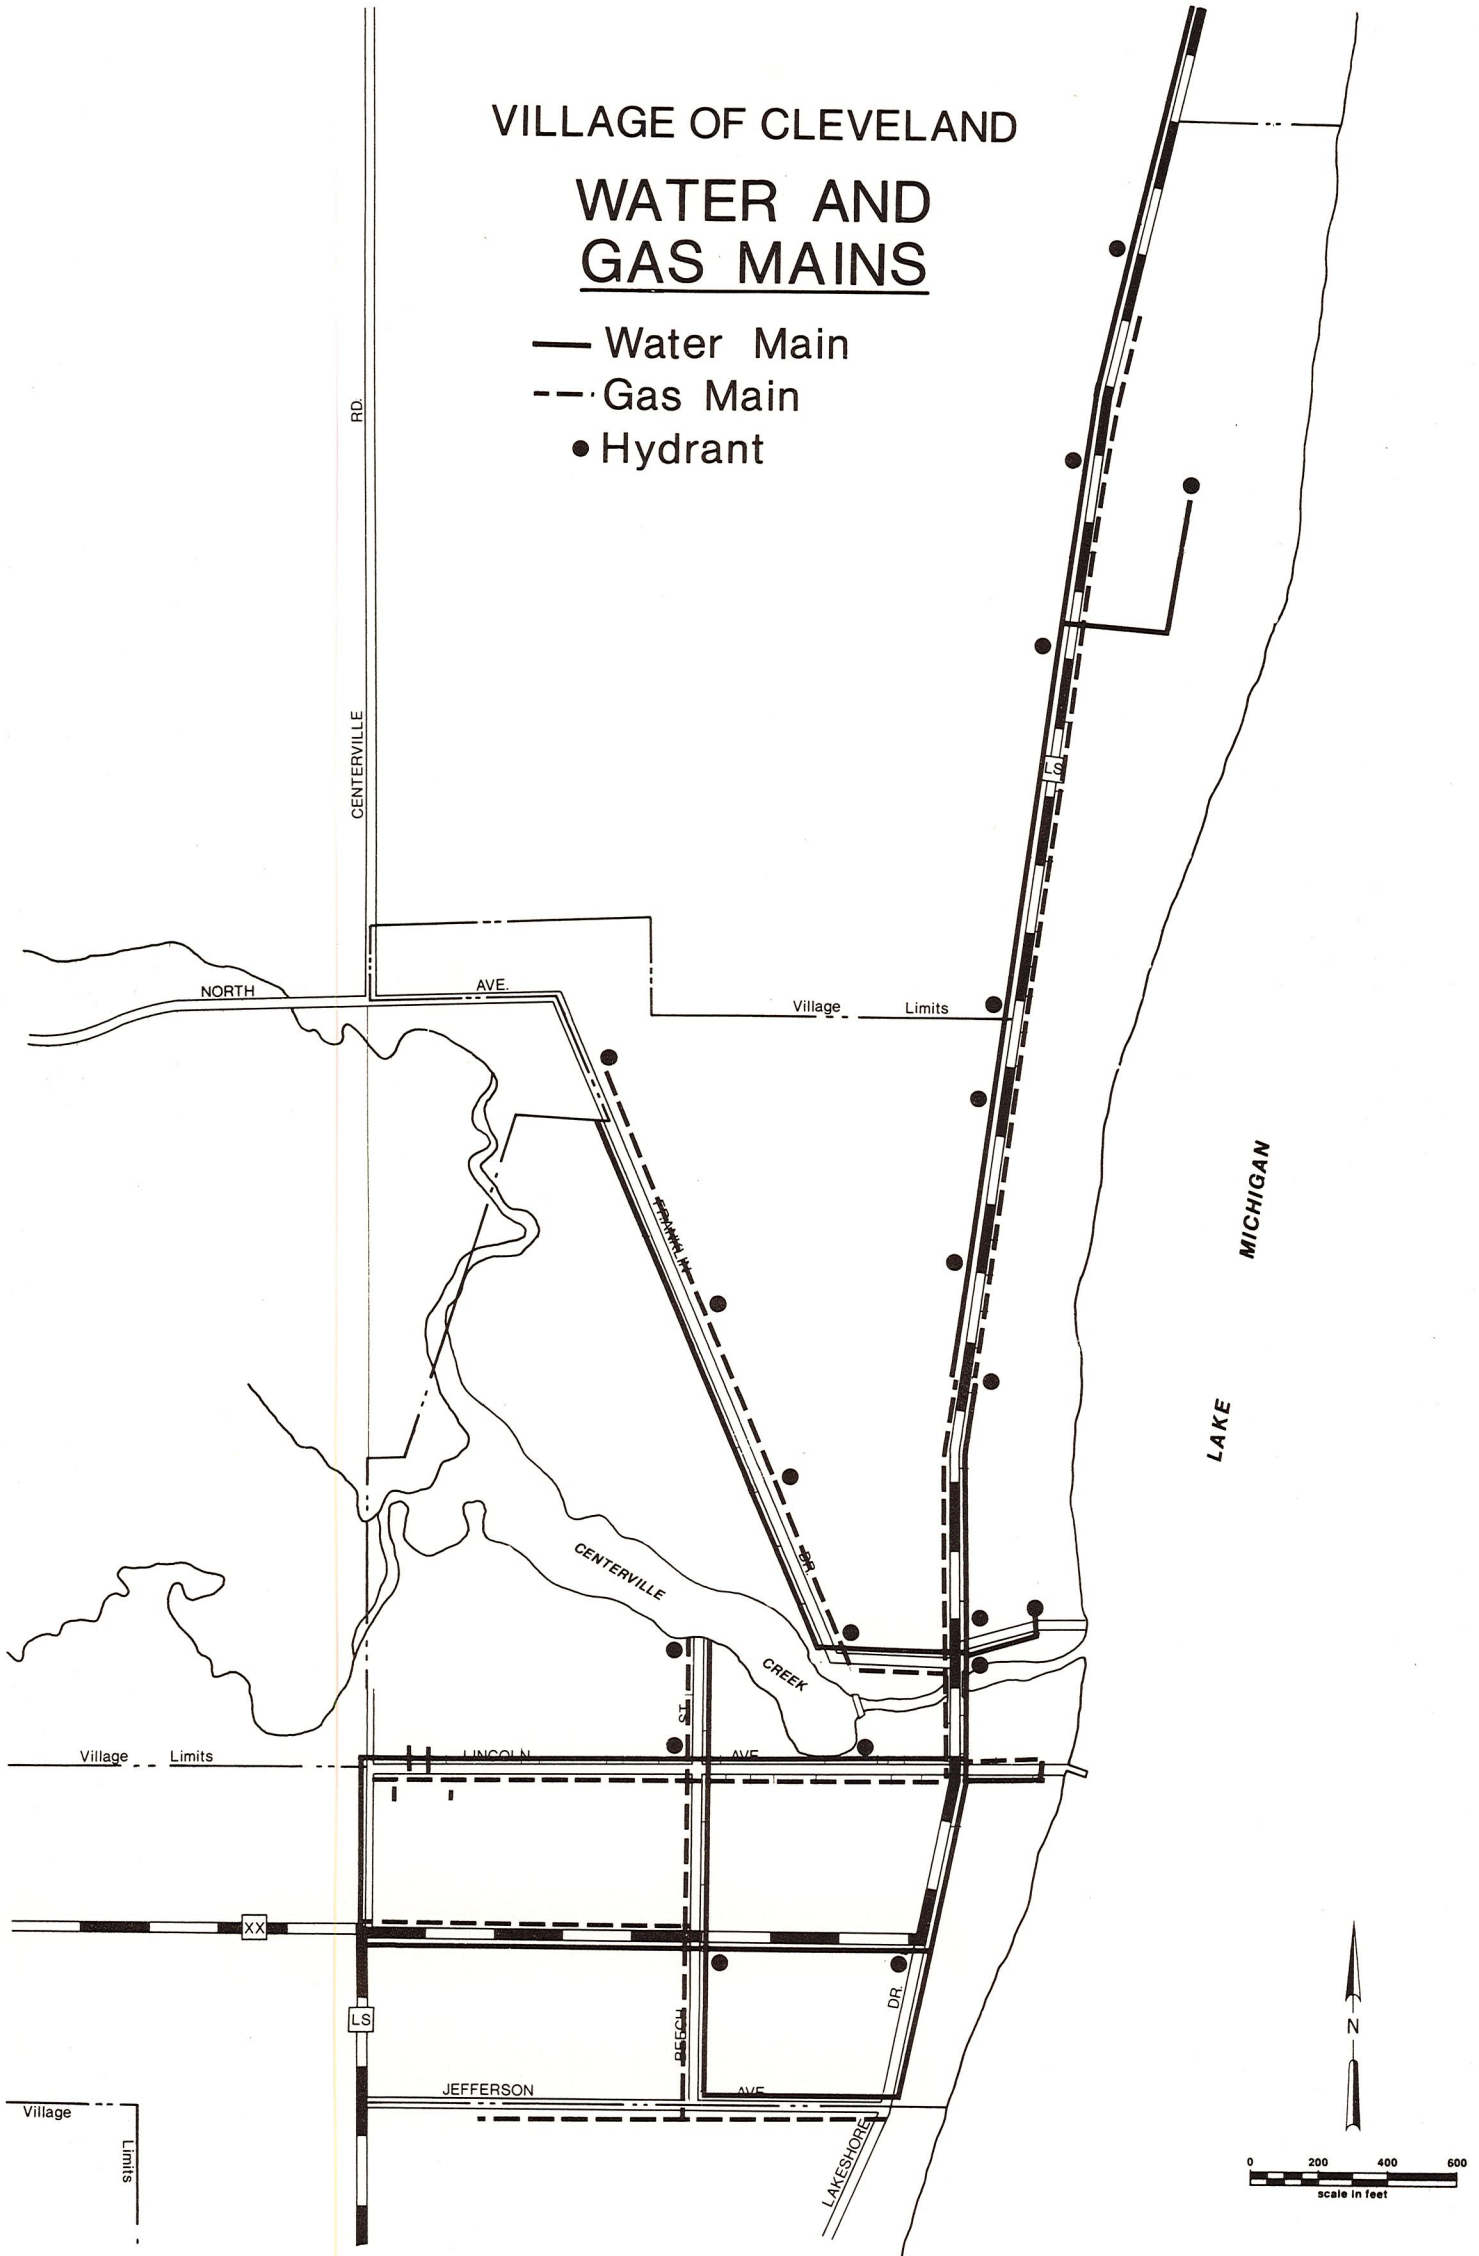 VILLAGE OF CLEVELAND
WATER AND
GAS MAINS
Water Main
Gas Main
Hydrant
RD.
CENTERVILLE
LS
NORTH
AVE.
Village Limits
FRANKLIN
DR.
MICHIGAN
LAKE
CENTERVILLE
CREEK
ST.
Village Limits
LINCOLN
AVE
XX
LS
BEECH
DR.
JEFFERSON
AVE
LAKESHORE
Village
Limits
N
0 200 400 600
scale in feet